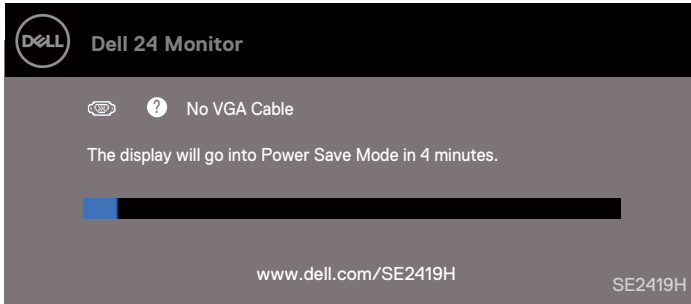 DELL
Dell 24 Monitor
? No VGA Cable
The display will go into Power Save Mode in 4 minutes.
www.dell.com/SE2419H
SE2419H